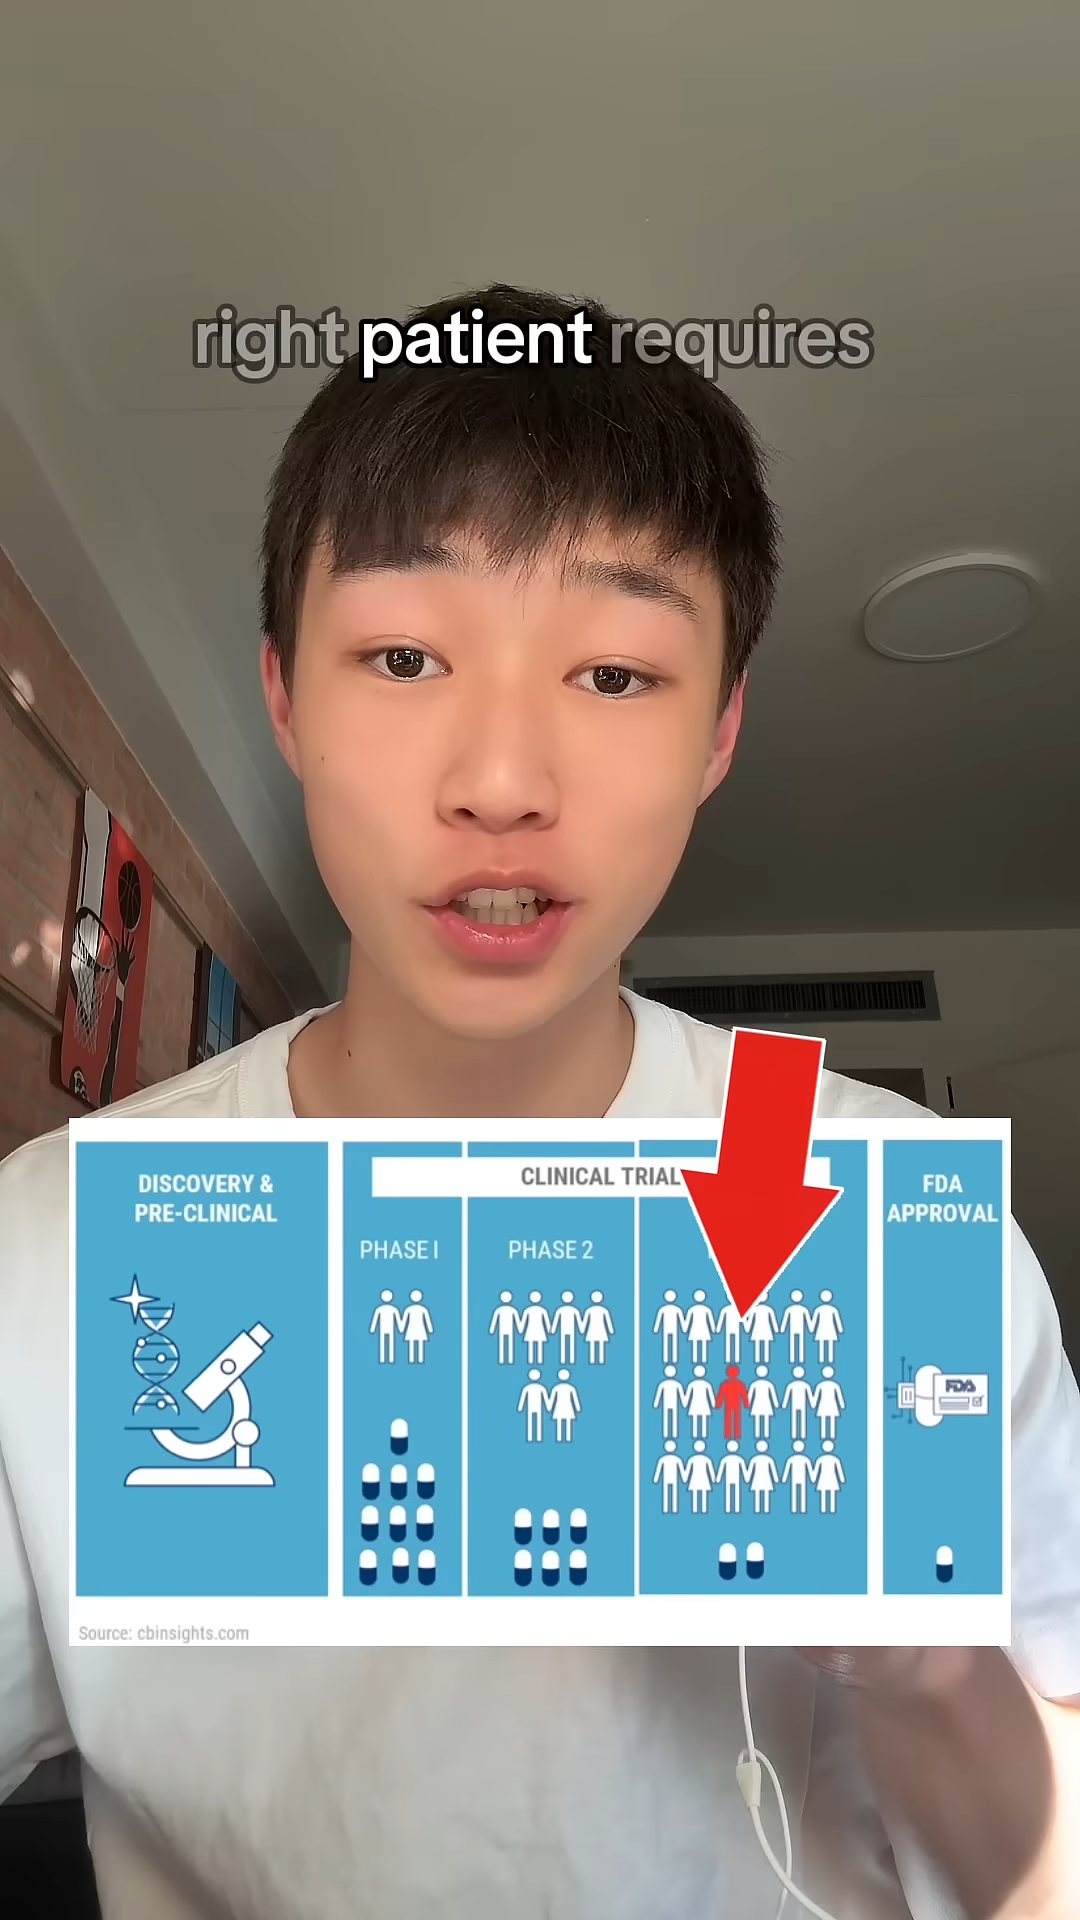 right patient requires
DISCOVERY &
PRE-CLINICAL
CLINICAL TRIAL
PHASE I
PHASE 2
FDA
APPROVAL
FDA
Source: cbinsights.com